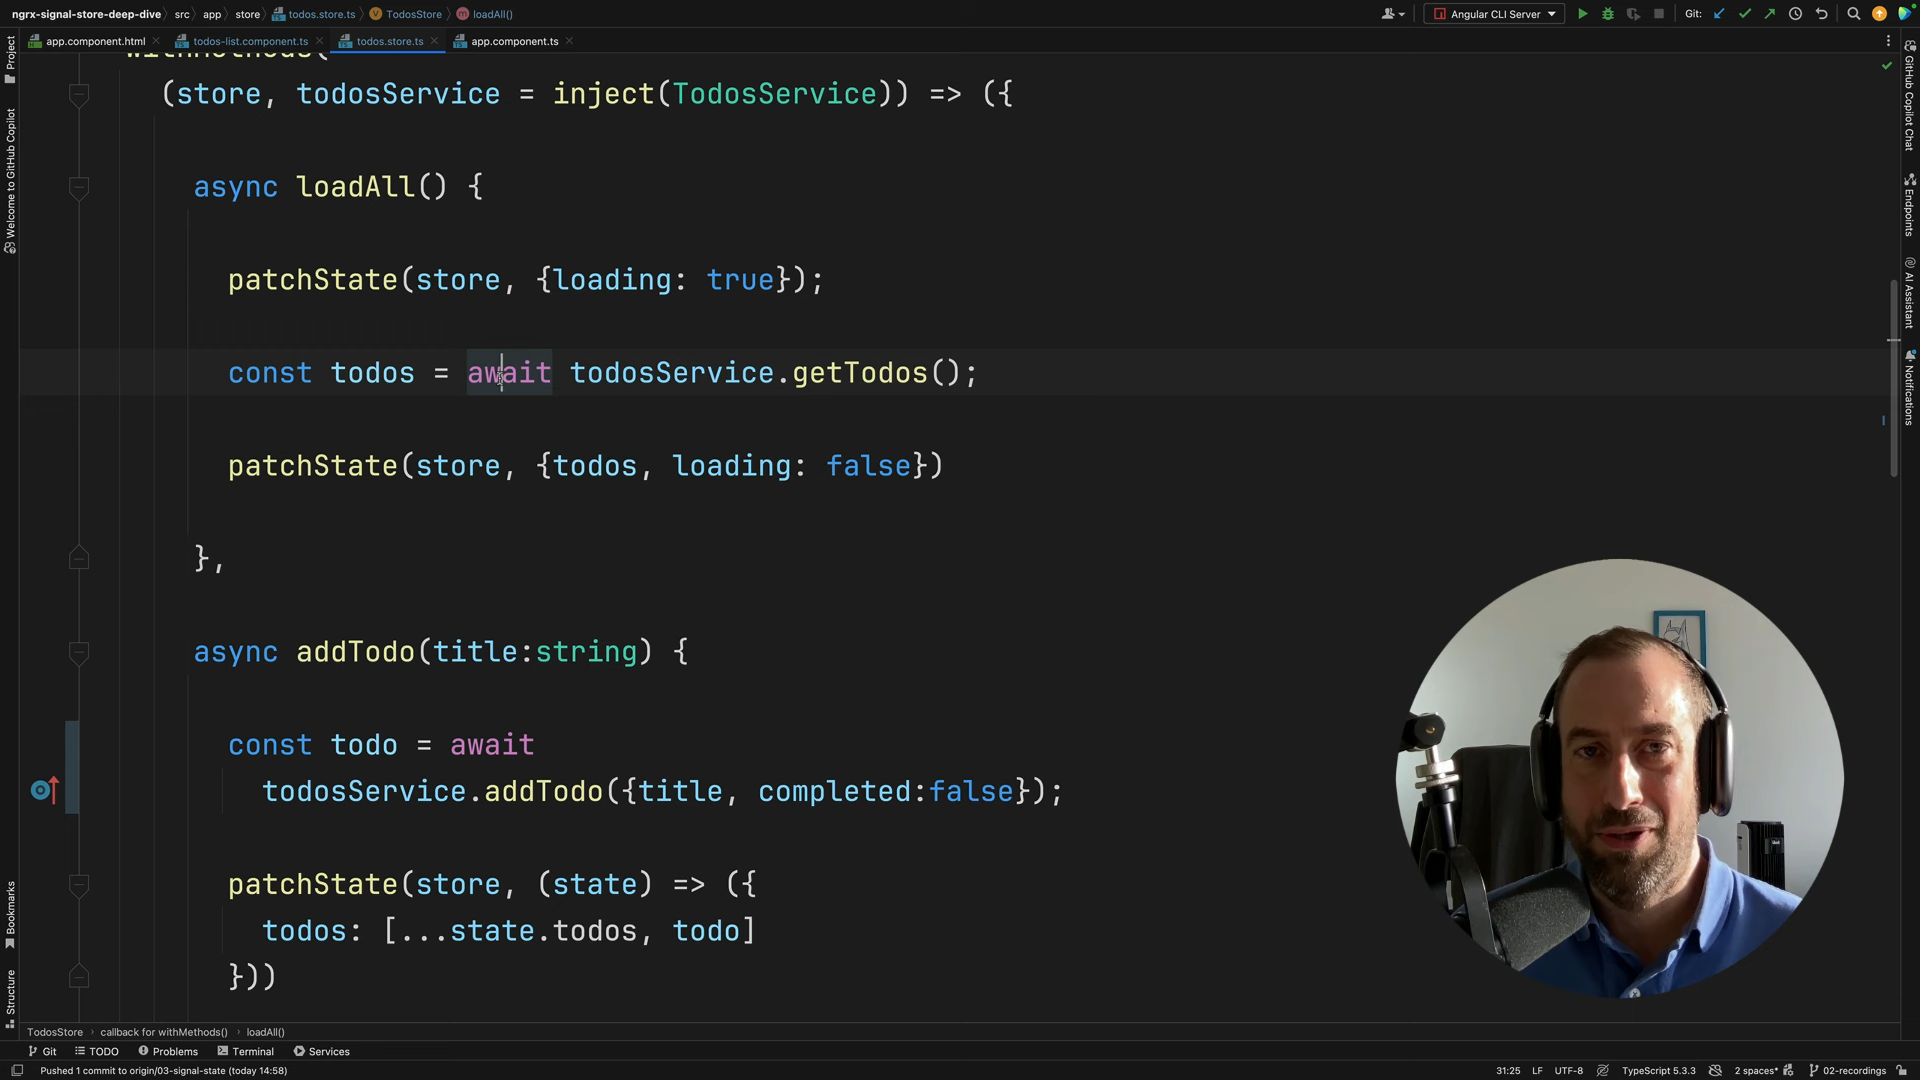 ngrx-signal-store-deep-dive › src › app › store › todos.store.ts › TodosStore › loadAll()
Angular CLI Server
Git:
app.component.html
todos-list.component.ts
todos.store.ts
app.component.ts
Project
Welcome to GitHub Copilot
Bookmarks
Structure
withMethods(
(store, todosService = inject(TodosService)) => ({
async loadAll() {
patchState(store, {loading: true});
const todos = await todosService.getTodos();
patchState(store, {todos, loading: false})
},
async addTodo(title:string) {
const todo = await
todosService.addTodo({title, completed:false});
patchState(store, (state) => ({
todos: [...state.todos, todo]
}))
GitHub Copilot Chat
Endpoints
AI Assistant
Notifications
TodosStore › callback for withMethods() › loadAll()
Git
TODO
Problems
Terminal
Services
Pushed 1 commit to origin/03-signal-state (today 14:58)
31:25
LF
UTF-8
TypeScript 5.3.3
2 spaces*
02-recordings